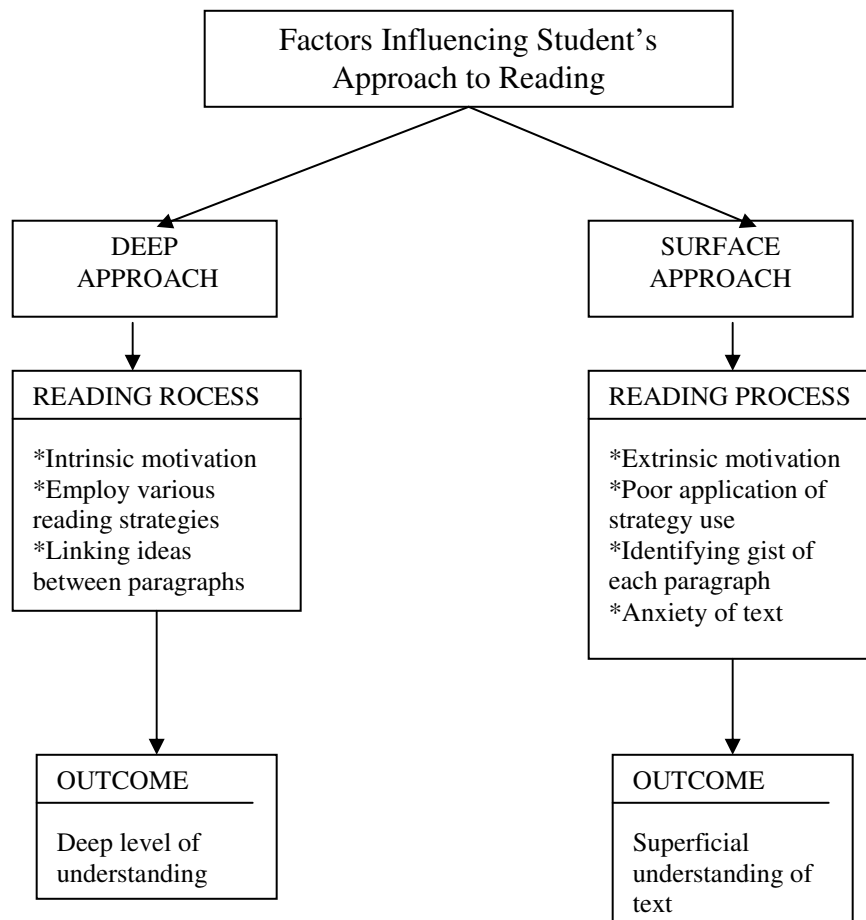 Factors Influencing Student’s
Approach to Reading
DEEP
APPROACH
SURFACE
APPROACH
READING ROCESS
*Intrinsic motivation
*Employ various
reading strategies
*Linking ideas
between paragraphs
READING PROCESS
*Extrinsic motivation
*Poor application of
strategy use
*Identifying gist of
each paragraph
*Anxiety of text
OUTCOME
Deep level of
understanding
OUTCOME
Superficial
understanding of
text